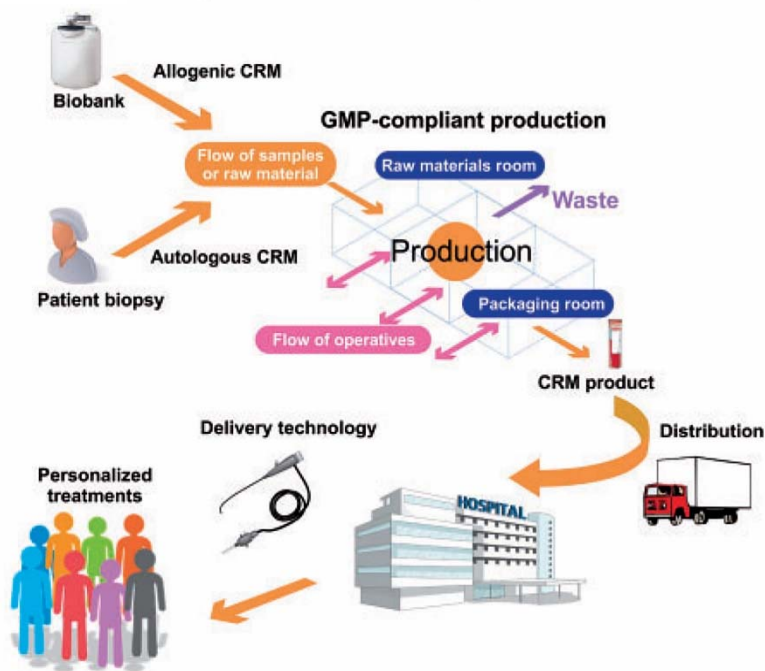 Allogenic CRM
Biobank
GMP-compliant production
Flow of samples
or raw material
Raw materials room
Waste
Autologous CRM
Production
Patient biopsy
Packaging room
Flow of operatives
CRM product
Delivery technology
Distribution
Personalized
treatments
HOSPITAL